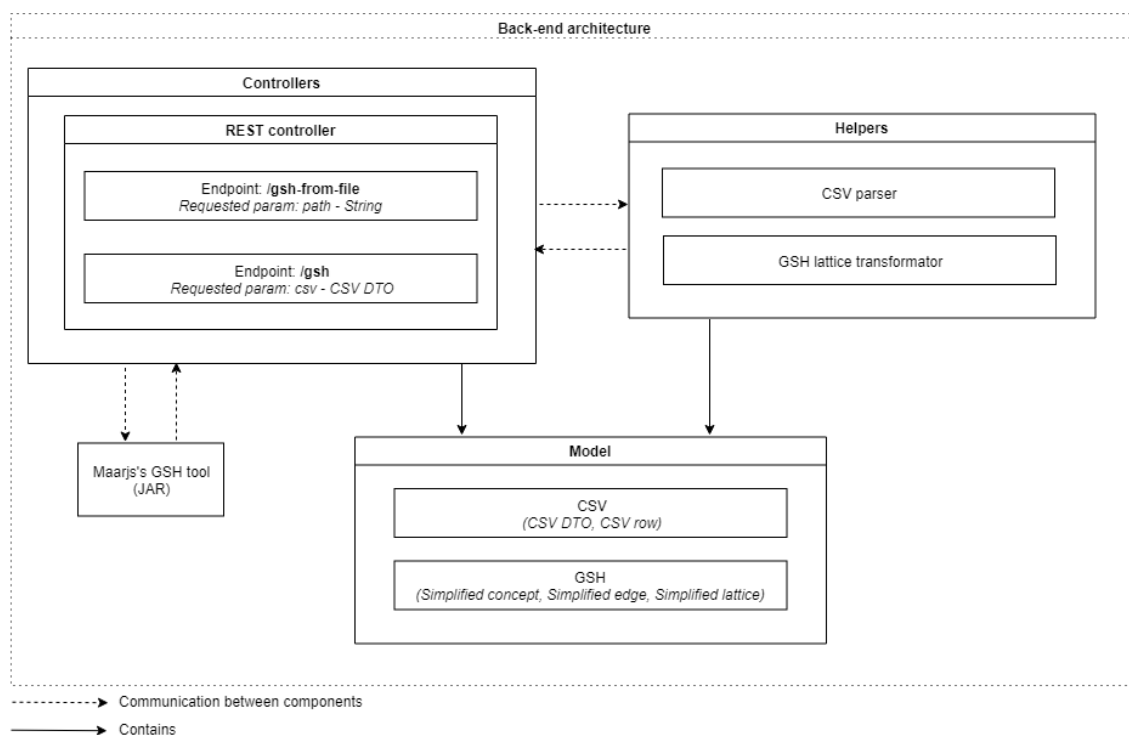 Back-end architecture
Controllers
REST controller
Endpoint: /gsh-from-file
Requested param: path - String
Endpoint: /gsh
Requested param: csv - CSV DTO
Helpers
CSV parser
GSH lattice transformator
Maarjs's GSH tool
(JAR)
Model
CSV
(CSV DTO, CSV row)
GSH
(Simplified concept, Simplified edge, Simplified lattice)
Communication between components
Contains